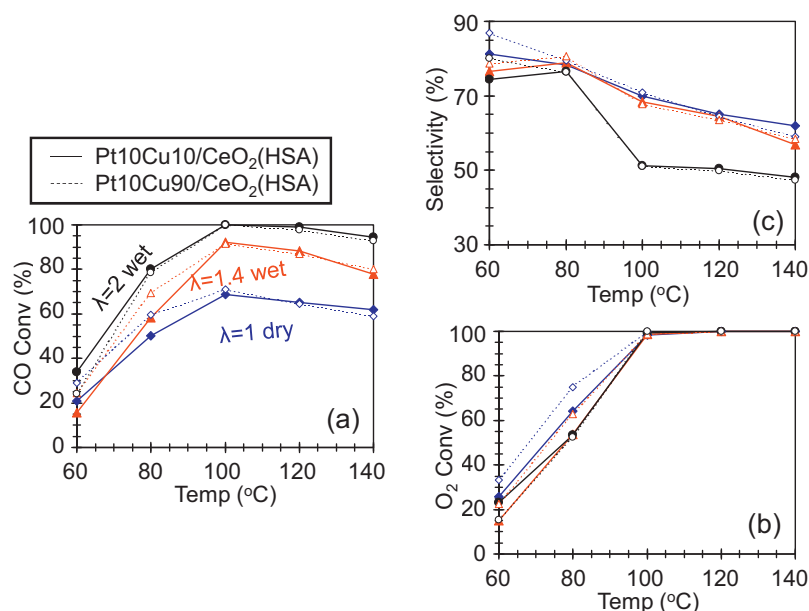 Pt10Cu10/CeO₂(HSA)
Pt10Cu90/CeO₂(HSA)
100
80
60
40
20
0
CO Conv (%)
λ=2 wet
λ=1.4 wet
λ=1 dry
(a)
60 80 100 120 140
Temp (°C)
90
70
50
30
Selectivity (%)
(c)
60 80 100 120 140
Temp (°C)
100
80
60
40
20
0
O₂ Conv (%)
(b)
60 80 100 120 140
Temp (°C)